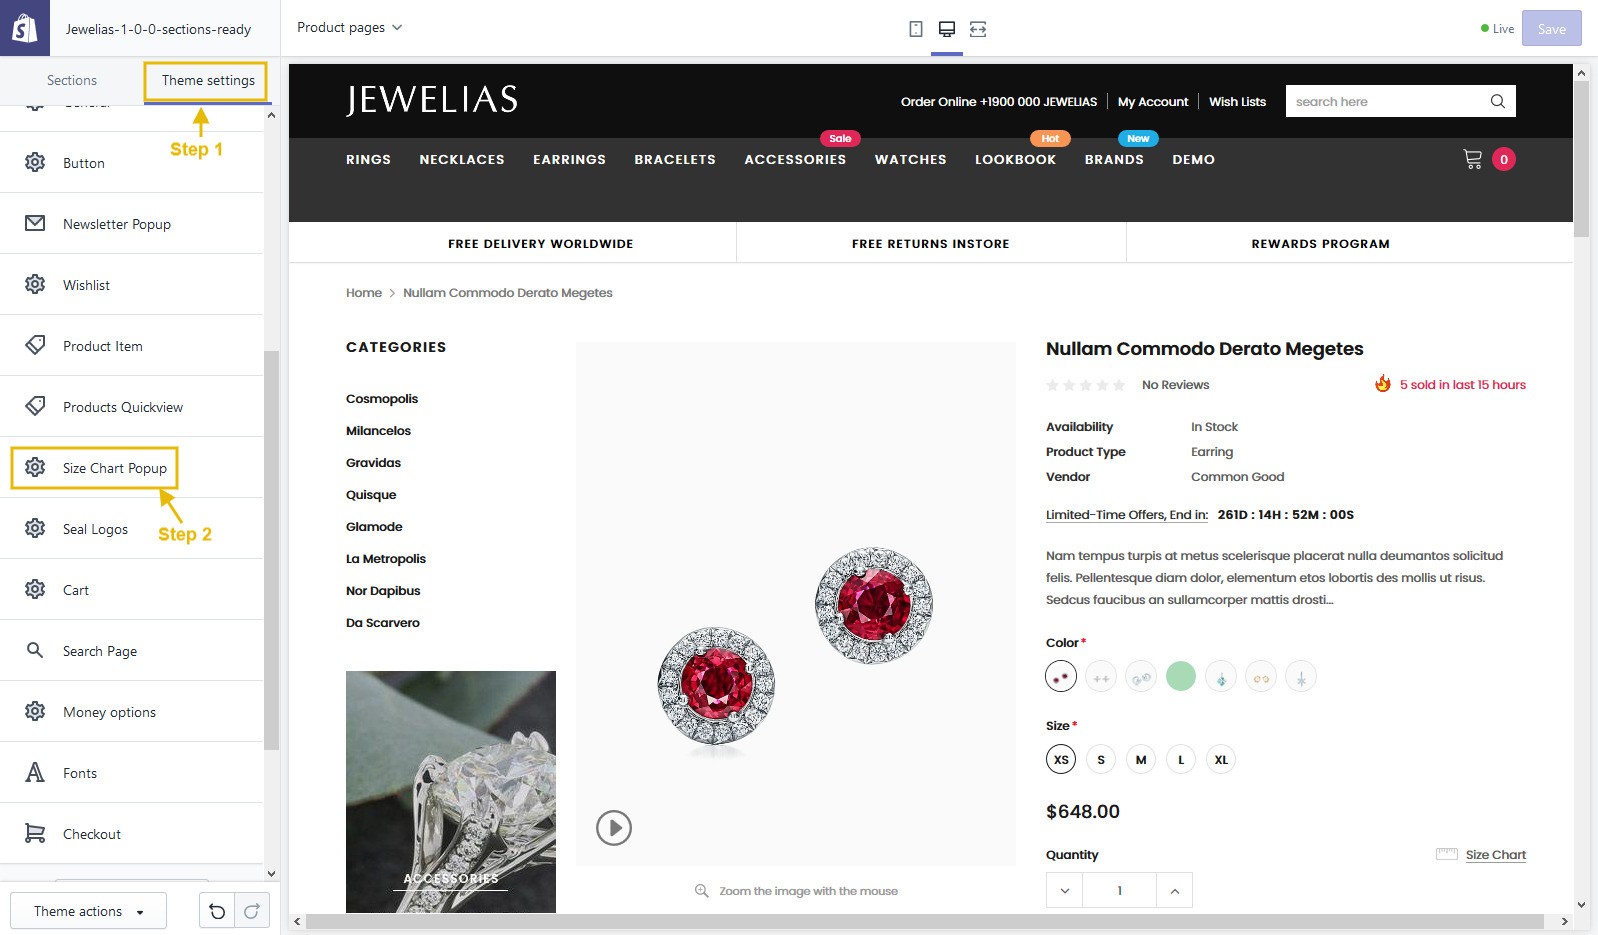 Jewelias-1-0-0-sections-ready
Product pages
Live
Save
Sections
Theme settings
Step 1
General
Button
Newsletter Popup
Wishlist
Product Item
Products Quickview
Size Chart Popup
Step 2
Seal Logos
Cart
Search Page
Money options
Fonts
Checkout
Theme actions
JEWELIAS
Order Online +1900 000 JEWELIAS
My Account
Wish Lists
search here
Sale
Hot
New
RINGS NECKLACES EARRINGS BRACELETS ACCESSORIES WATCHES LOOKBOOK BRANDS DEMO
0
FREE DELIVERY WORLDWIDE
FREE RETURNS INSTORE
REWARDS PROGRAM
Home > Nullam Commodo Derato Megetes
CATEGORIES
Cosmopolis
Milancelos
Gravidas
Quisque
Glamode
La Metropolis
Nor Dapibus
Da Scarvero
ACCESSORIES
Zoom the image with the mouse
Nullam Commodo Derato Megetes
No Reviews
5 sold in last 15 hours
Availability In Stock
Product Type Earring
Vendor Common Good
Limited-Time Offers, End in: 261D : 14H : 52M : 00S
Nam tempus turpis at metus scelerisque placerat nulla deumantos solicitud
felis. Pellentesque diam dolor, elementum etos lobortis des mollis ut risus.
Sedcus faucibus an sullamcorper mattis drosti...
Color*
Size*
XS S M L XL
$648.00
Quantity
Size Chart
1